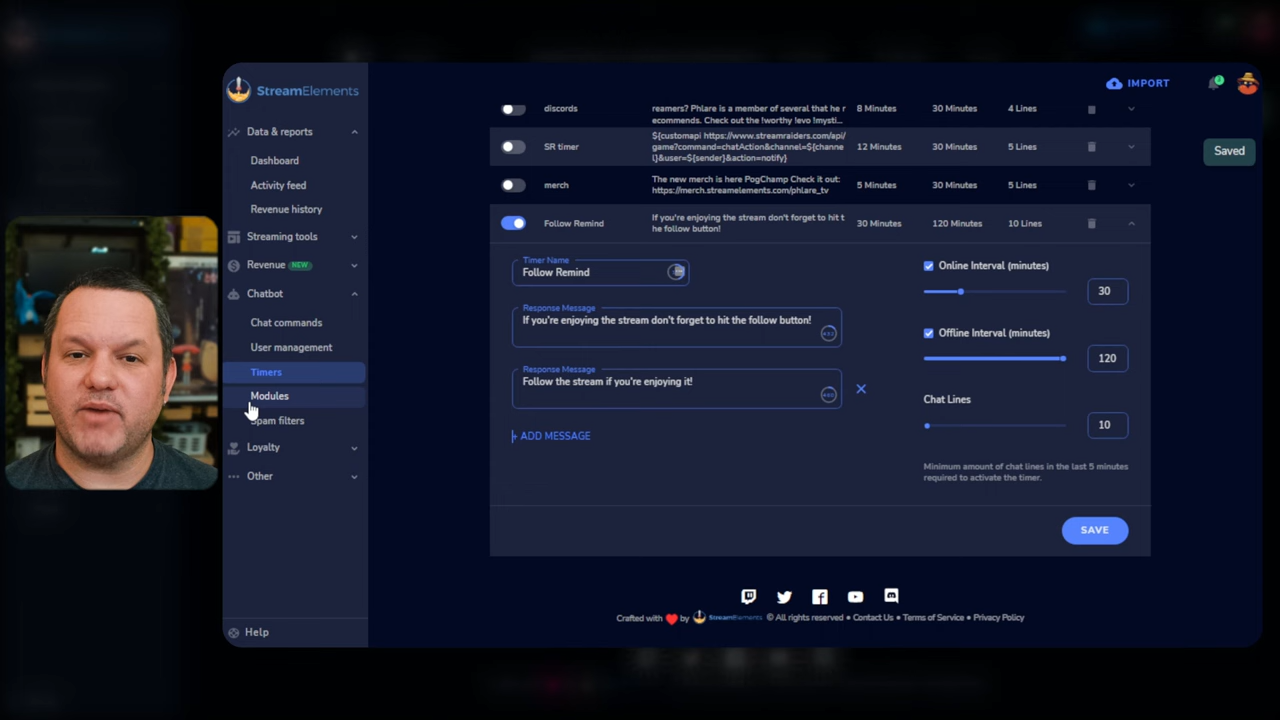 StreamElements
Data & reports
Dashboard
Activity feed
Revenue history
Streaming tools
Revenue NEW
Chatbot
Chat commands
User management
Timers
Modules
Spam filters
Loyalty
Other
Help
IMPORT
Saved
discords
reamers? Phlare is a member of several that he r
ecommends. Check out the !worthy !evo !mysti...
8 Minutes
30 Minutes
4 Lines
SR timer
${customapi https://www.streamraiders.com/api/
game?command=chatAction&channel=${channe
l}&user=${sender}&action=notify}
12 Minutes
30 Minutes
5 Lines
merch
The new merch is here PogChamp Check it out:
https://merch.streamelements.com/phlare_tv
5 Minutes
30 Minutes
5 Lines
Follow Remind
If you're enjoying the stream don't forget to hit t
he follow button!
30 Minutes
120 Minutes
10 Lines
Timer Name
Follow Remind
Response Message
If you're enjoying the stream don't forget to hit the follow button!
Response Message
Follow the stream if you're enjoying it!
+ ADD MESSAGE
Online Interval (minutes)
30
Offline Interval (minutes)
120
Chat Lines
10
Minimum amount of chat lines in the last 5 minutes
required to activate the timer.
SAVE
Crafted with ❤ by StreamElements © All rights reserved • Contact Us • Terms of Service • Privacy Policy